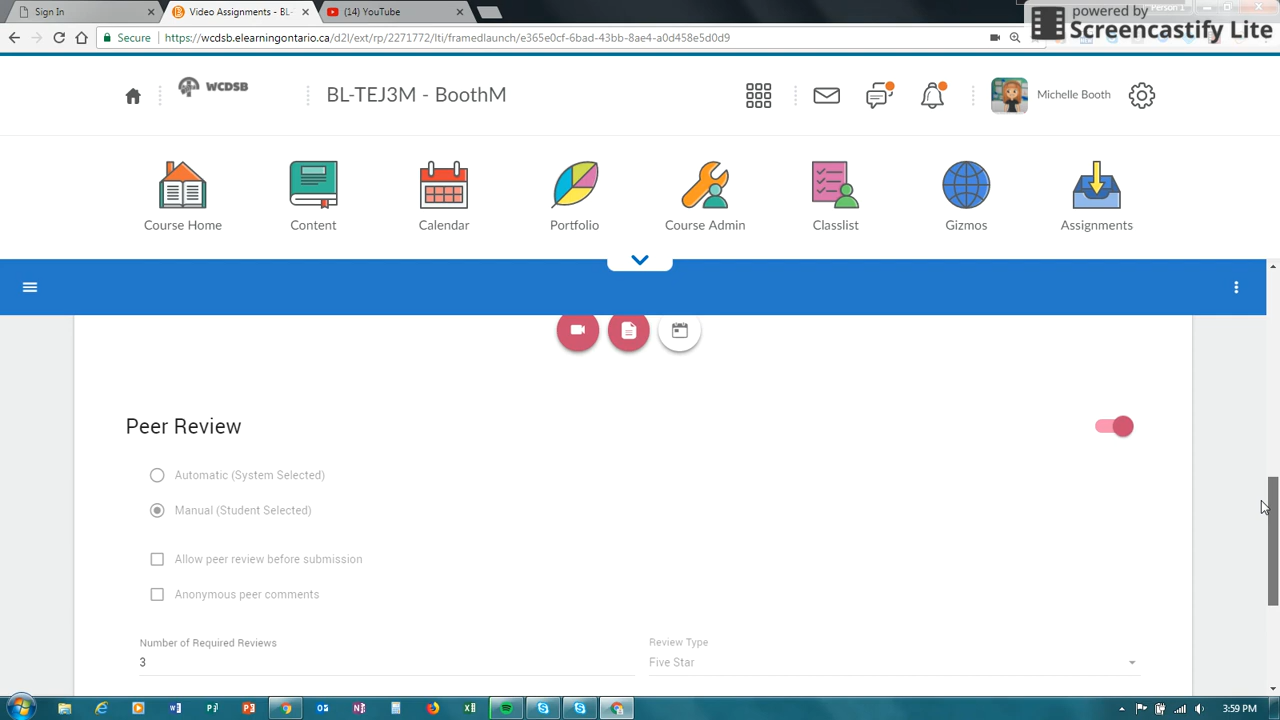 Sign In
Video Assignments - BL-
(14) YouTube
powered by
Screencastify Lite
Secure
https://wcdsb.elearningontario.ca/d2l/ext/rp/2271772/fr/framedlaunch/e365e0cf-6bad-43bb-8ae4-a0d458e5d0d9
WCDSB
BL-TEJ3M - BoothM
Michelle Booth
Course Home
Content
Calendar
Portfolio
Course Admin
Classlist
Gizmos
Assignments
Peer Review
Automatic (System Selected)
Manual (Student Selected)
Allow peer review before submission
Anonymous peer comments
Number of Required Reviews
Review Type
3
Five Star
3:59 PM